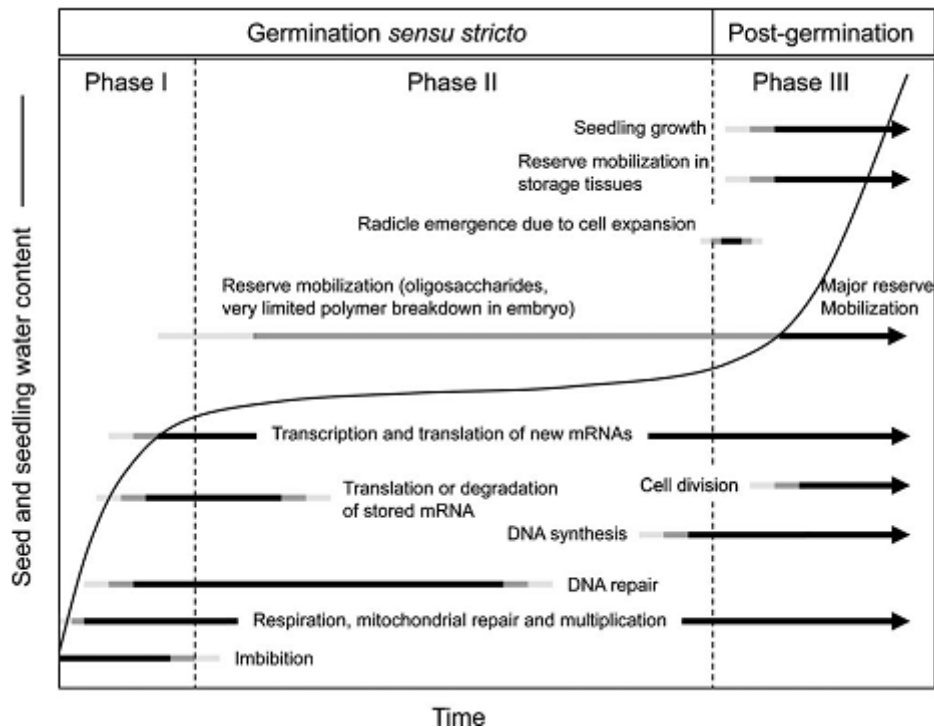 Germination sensu stricto
Post-germination
Phase I
Phase II
Phase III
Seedling growth
Reserve mobilization in
storage tissues
Radicle emergence due to cell expansion
Reserve mobilization (oligosaccharides,
very limited polymer breakdown in embryo)
Major reserve
Mobilization
Transcription and translation of new mRNAs
Translation or degradation
of stored mRNA
Cell division
DNA synthesis
DNA repair
Respiration, mitochondrial repair and multiplication
Imbibition
Seed and seedling water content
Time